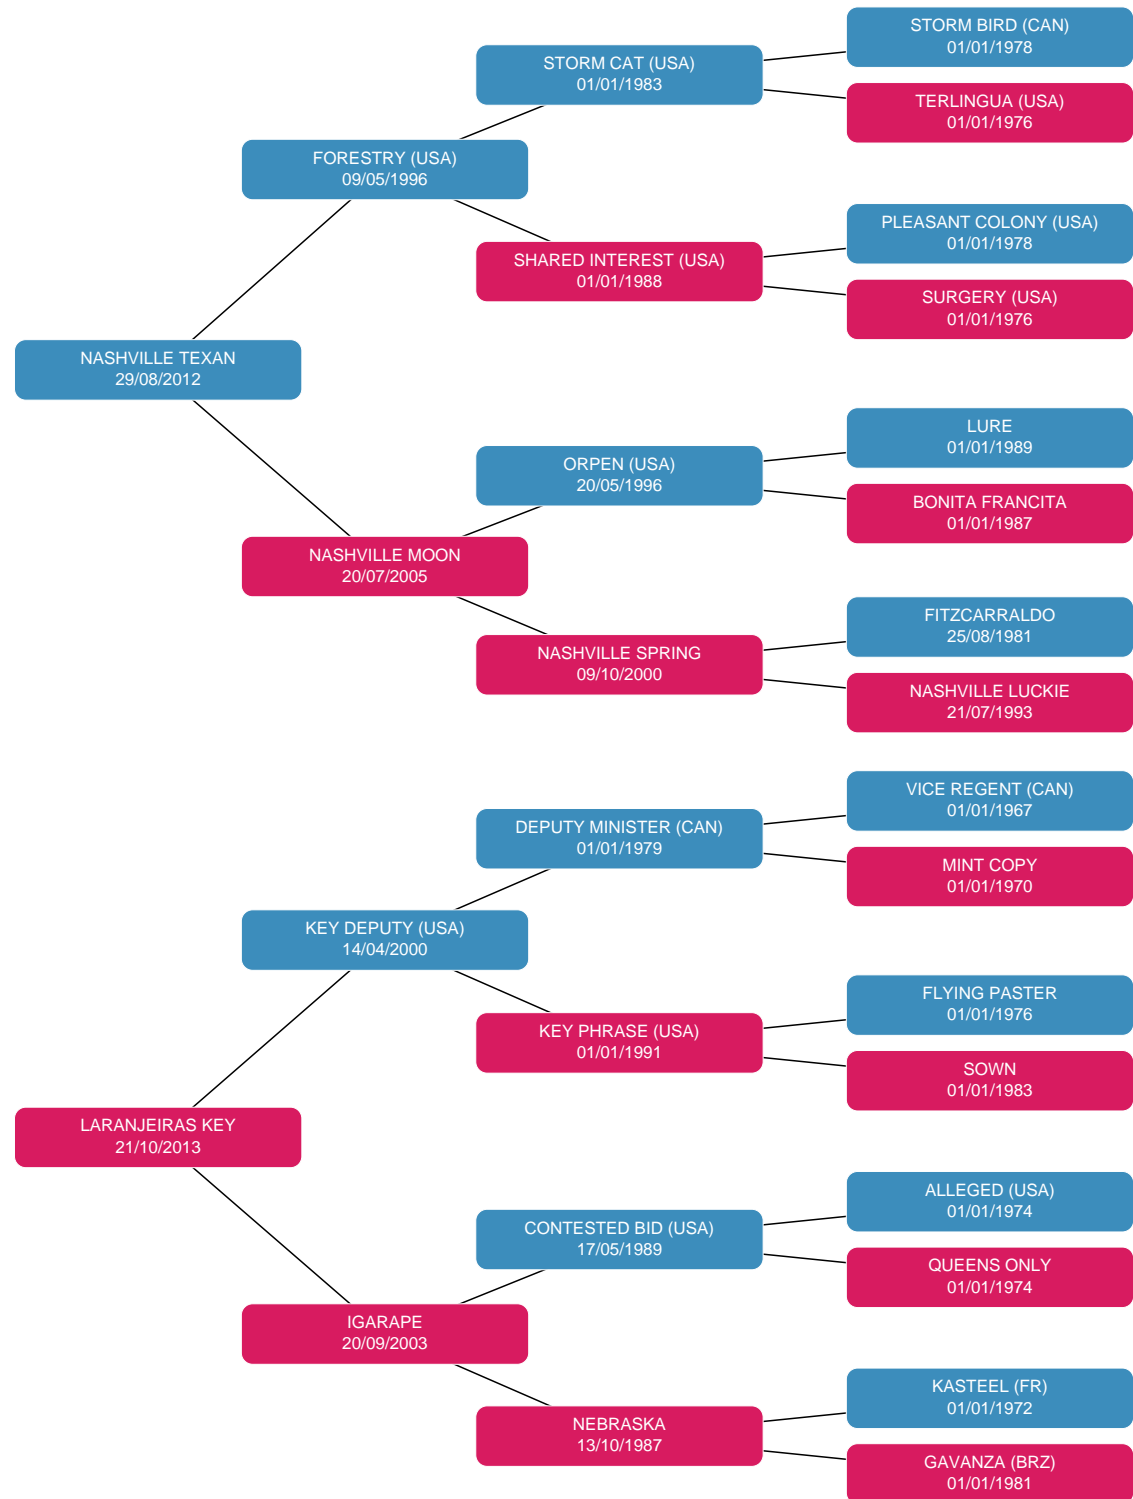 STORM BIRD (CAN)
01/01/1978
STORM CAT (USA)
01/01/1983
TERLINGUA (USA)
01/01/1976
FORESTRY (USA)
09/05/1996
PLEASANT COLONY (USA)
01/01/1978
SHARED INTEREST (USA)
01/01/1988
SURGERY (USA)
01/01/1976
NASHVILLE TEXAN
29/08/2012
LURE
01/01/1989
ORPEN (USA)
20/05/1996
BONITA FRANCITA
01/01/1987
NASHVILLE MOON
20/07/2005
FITZCARRALDO
25/08/1981
NASHVILLE SPRING
09/10/2000
NASHVILLE LUCKIE
21/07/1993
VICE REGENT (CAN)
01/01/1967
DEPUTY MINISTER (CAN)
01/01/1979
MINT COPY
01/01/1970
KEY DEPUTY (USA)
14/04/2000
FLYING PASTER
01/01/1976
KEY PHRASE (USA)
01/01/1991
SOWN
01/01/1983
LARANJEIRAS KEY
21/10/2013
ALLEGED (USA)
01/01/1974
CONTESTED BID (USA)
17/05/1989
QUEENS ONLY
01/01/1974
IGARAPE
20/09/2003
KASTEEL (FR)
01/01/1972
NEBRASKA
13/10/1987
GAVANZA (BRZ)
01/01/1981